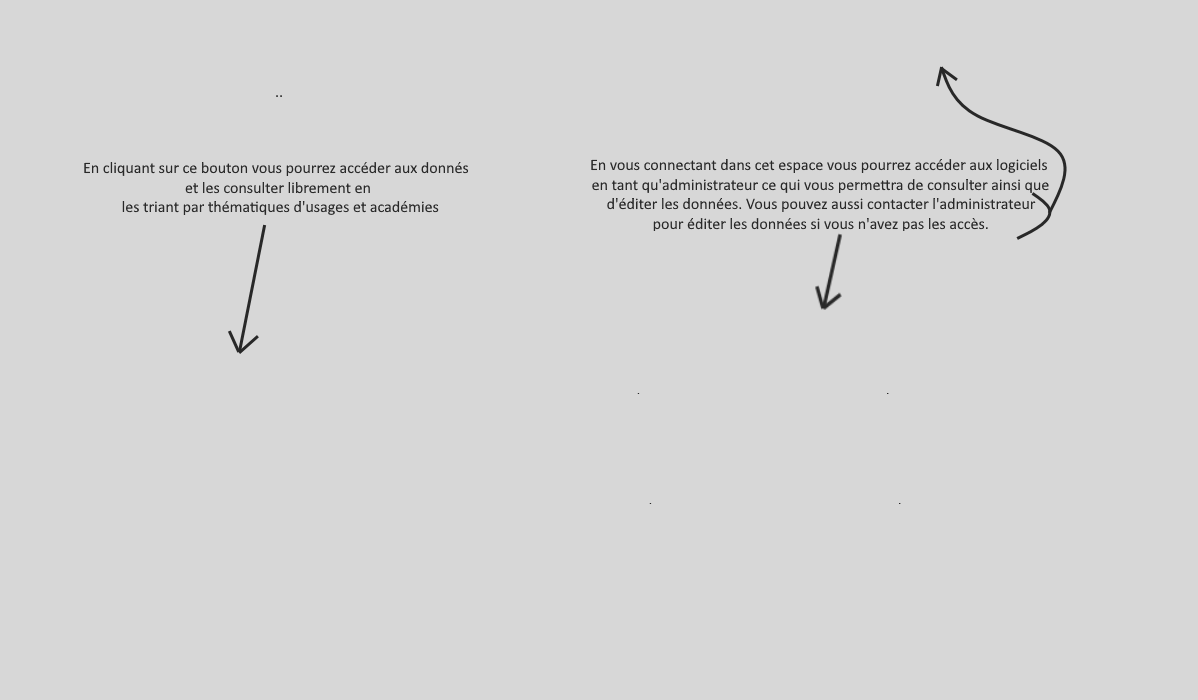 ..
En cliquant sur ce bouton vous pourrez accéder aux donnés
et les consulter librement en
les triant par thématiques d'usages et académies
En vous connectant dans cet espace vous pourrez accéder aux logiciels
en tant qu'administrateur ce qui vous permettra de consulter ainsi que
d'éditer les données. Vous pouvez aussi contacter l'administrateur
pour éditer les données si vous n'avez pas les accès.